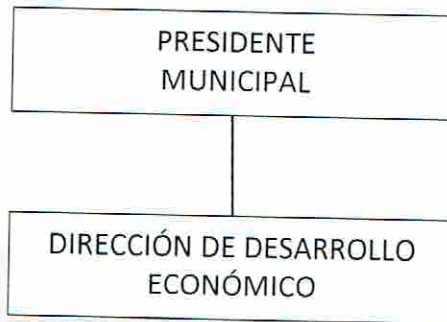 PRESIDENTE
MUNICIPAL
DIRECCIÓN DE DESARROLLO
ECONÓMICO